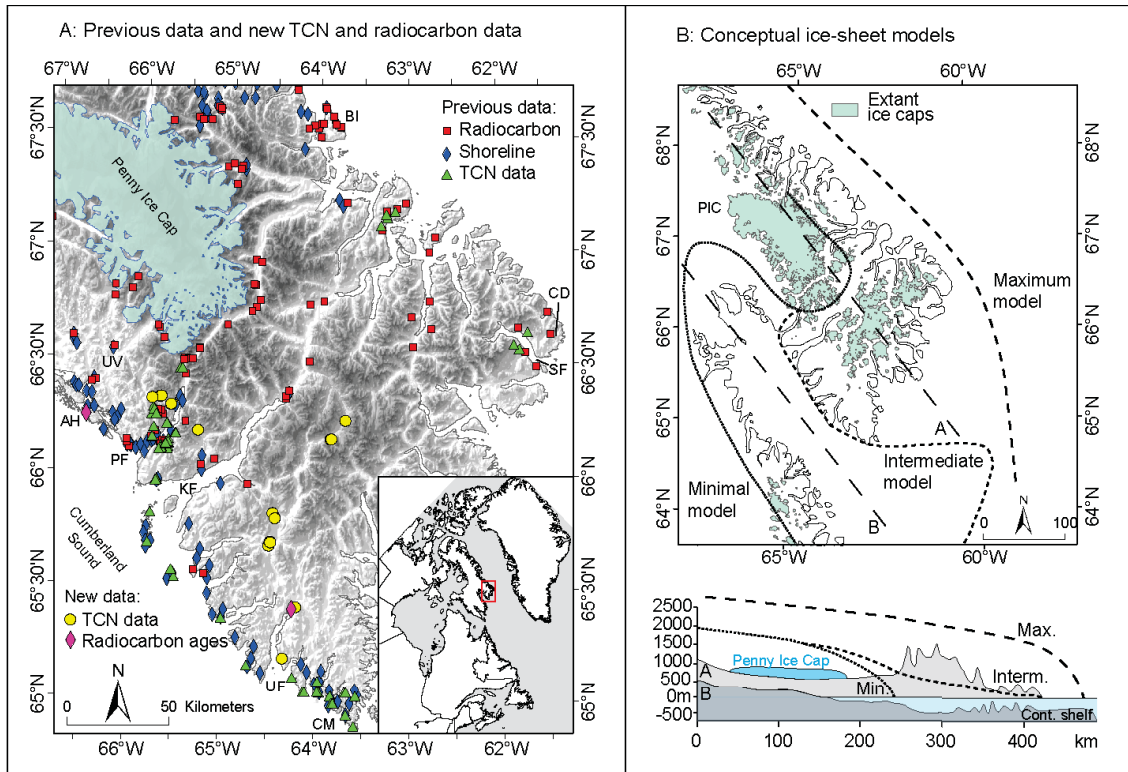 A: Previous data and new TCN and radiocarbon data
67°W 66°W 65°W 64°W 63°W 62°W
67°30'N
67°N
66°30'N
66°N
65°30'N
65°N
BI
Previous data:
Radiocarbon
Shoreline
TCN data
67°30'N
67°N
66°30'N
66°N
65°30'N
65°N
Penny Ice Cap
CD
SF
UV
AH
PF
KF
Cumberland
Sound
New data:
TCN data
Radiocarbon ages
N
0 50 Kilometers
UF
CM
66°W 65°W 64°W 63°W 62°W
B: Conceptual ice-sheet models
65°W 60°W
Extant
ice caps
68°N
67°N
66°N
65°N
64°N
68°N
67°N
66°N
65°N
64°N
PIC
Maximum
model
A
Intermediate
model
Minimal
model
B
N
0 100
65°W 60°W
2500
2000
1500
1000
5000
0m
-500
Max.
Penny Ice Cap
A
Min.
Interm.
B
Cont. shelf
0 100 200 300 400 km